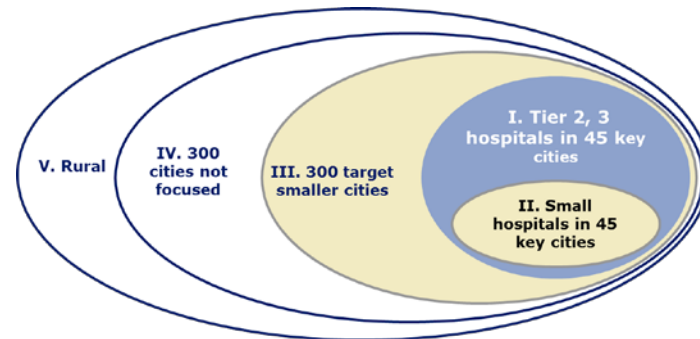 V. Rural
IV. 300
cities not
focused
III. 300 target
smaller cities
I. Tier 2, 3
hospitals in 45 key
cities
II. Small
hospitals in 45
key cities